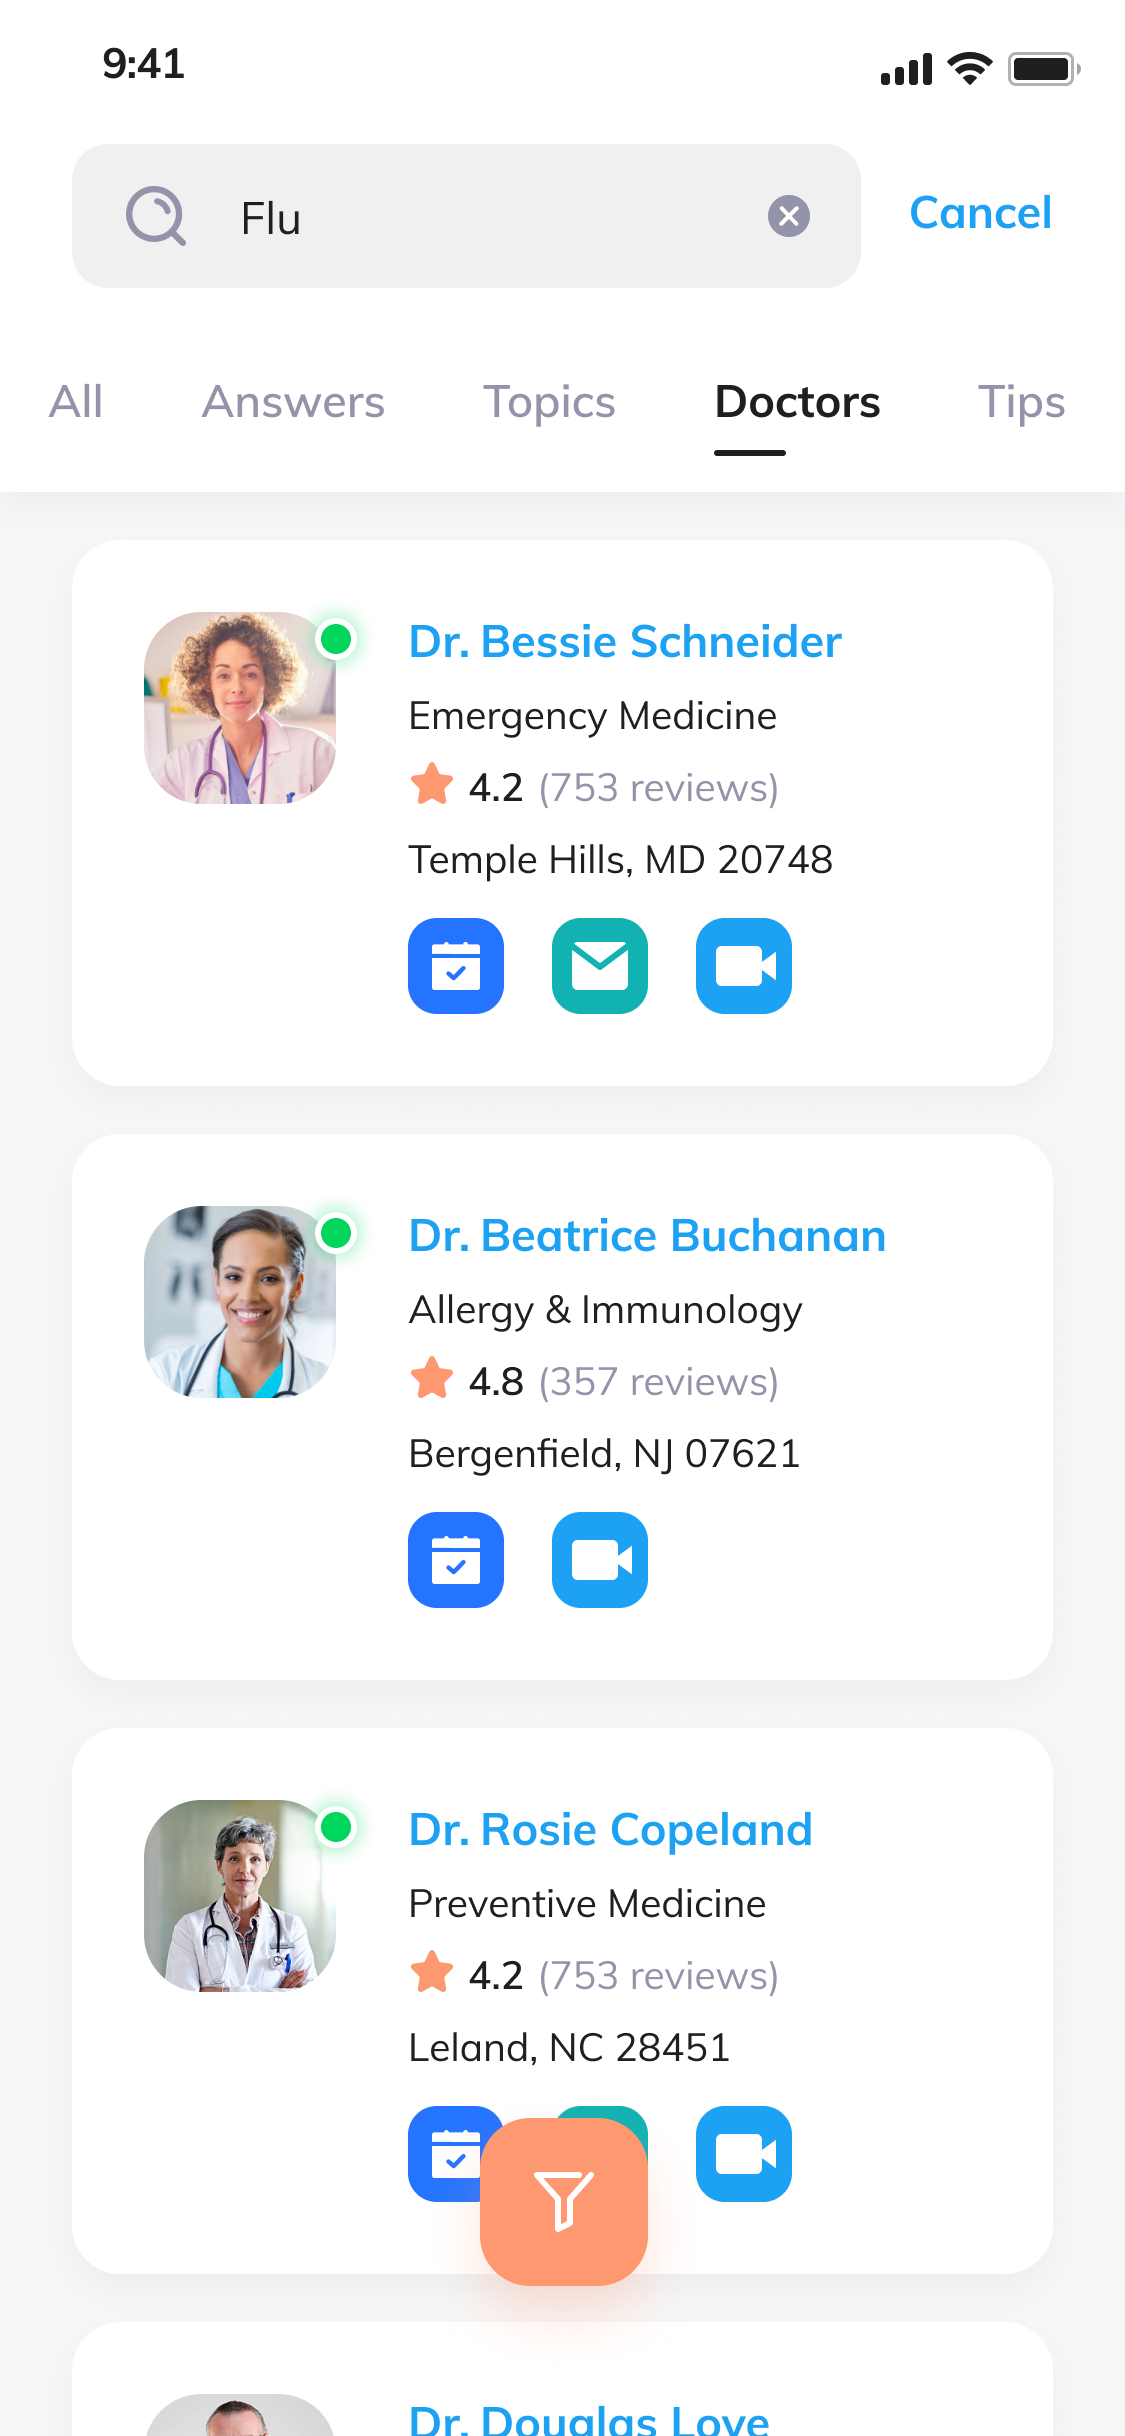 9:41
Flu
Cancel
All Answers Topics Doctors Tips
Dr. Bessie Schneider
Emergency Medicine
4.2 (753 reviews)
Temple Hills, MD 20748
Dr. Beatrice Buchanan
Allergy & Immunology
4.8 (357 reviews)
Bergenfield, NJ 07621
Dr. Rosie Copeland
Preventive Medicine
4.2 (753 reviews)
Leland, NC 28451
Dr. Douglas Love